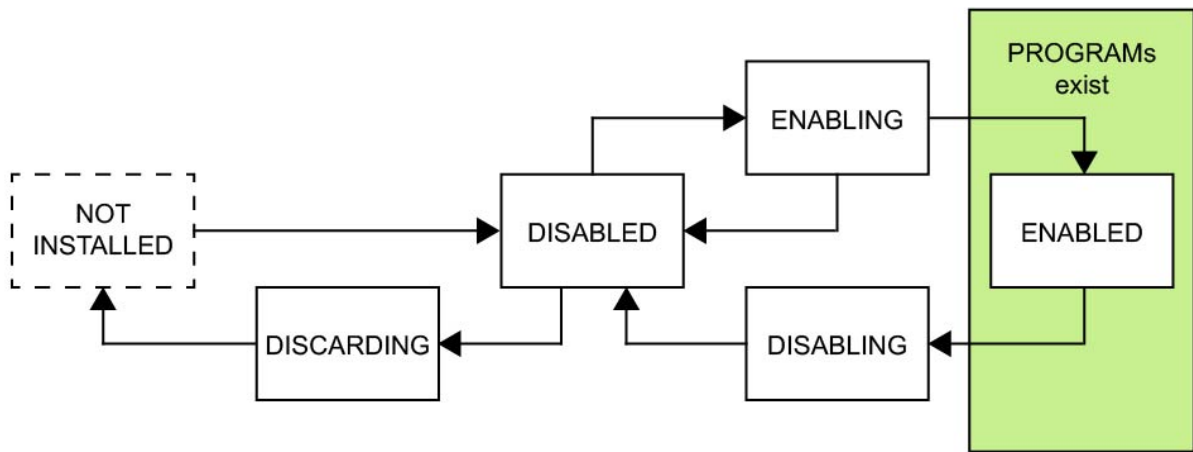 PROGRAMs
exist
ENABLING
NOT
INSTALLED
DISABLED
ENABLED
DISCARDING
DISABLING